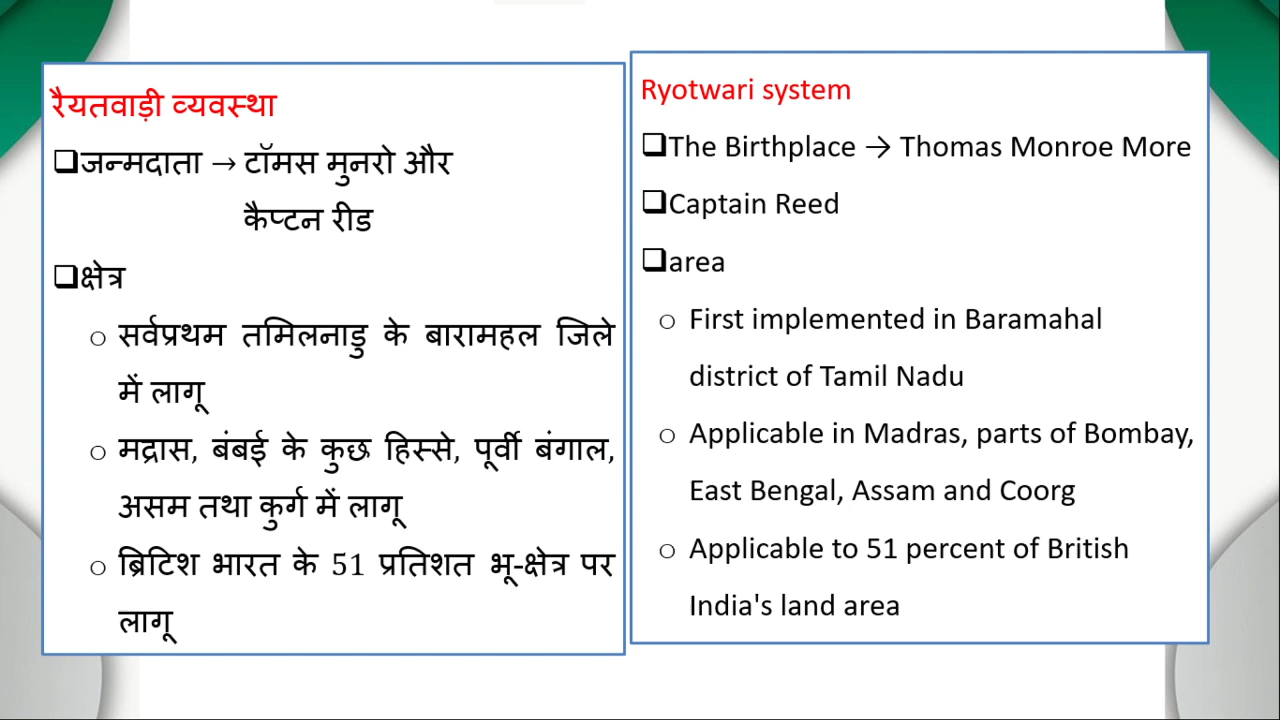 रैयतवाड़ी व्यवस्था
❑जन्मदाता → टॉमस मुनरो और
कैप्टन रीड
❑क्षेत्र
○ सर्वप्रथम तमिलनाडु के बारामहल जिले
में लागू
○ मद्रास, बंबई के कुछ हिस्से, पूर्वी बंगाल,
असम तथा कुर्ग में लागू
○ ब्रिटिश भारत के 51 प्रतिशत भू-क्षेत्र पर
लागू
Ryotwari system
❑The Birthplace → Thomas Monroe More
❑Captain Reed
❑area
○ First implemented in Baramahal
district of Tamil Nadu
○ Applicable in Madras, parts of Bombay,
East Bengal, Assam and Coorg
○ Applicable to 51 percent of British
India's land area